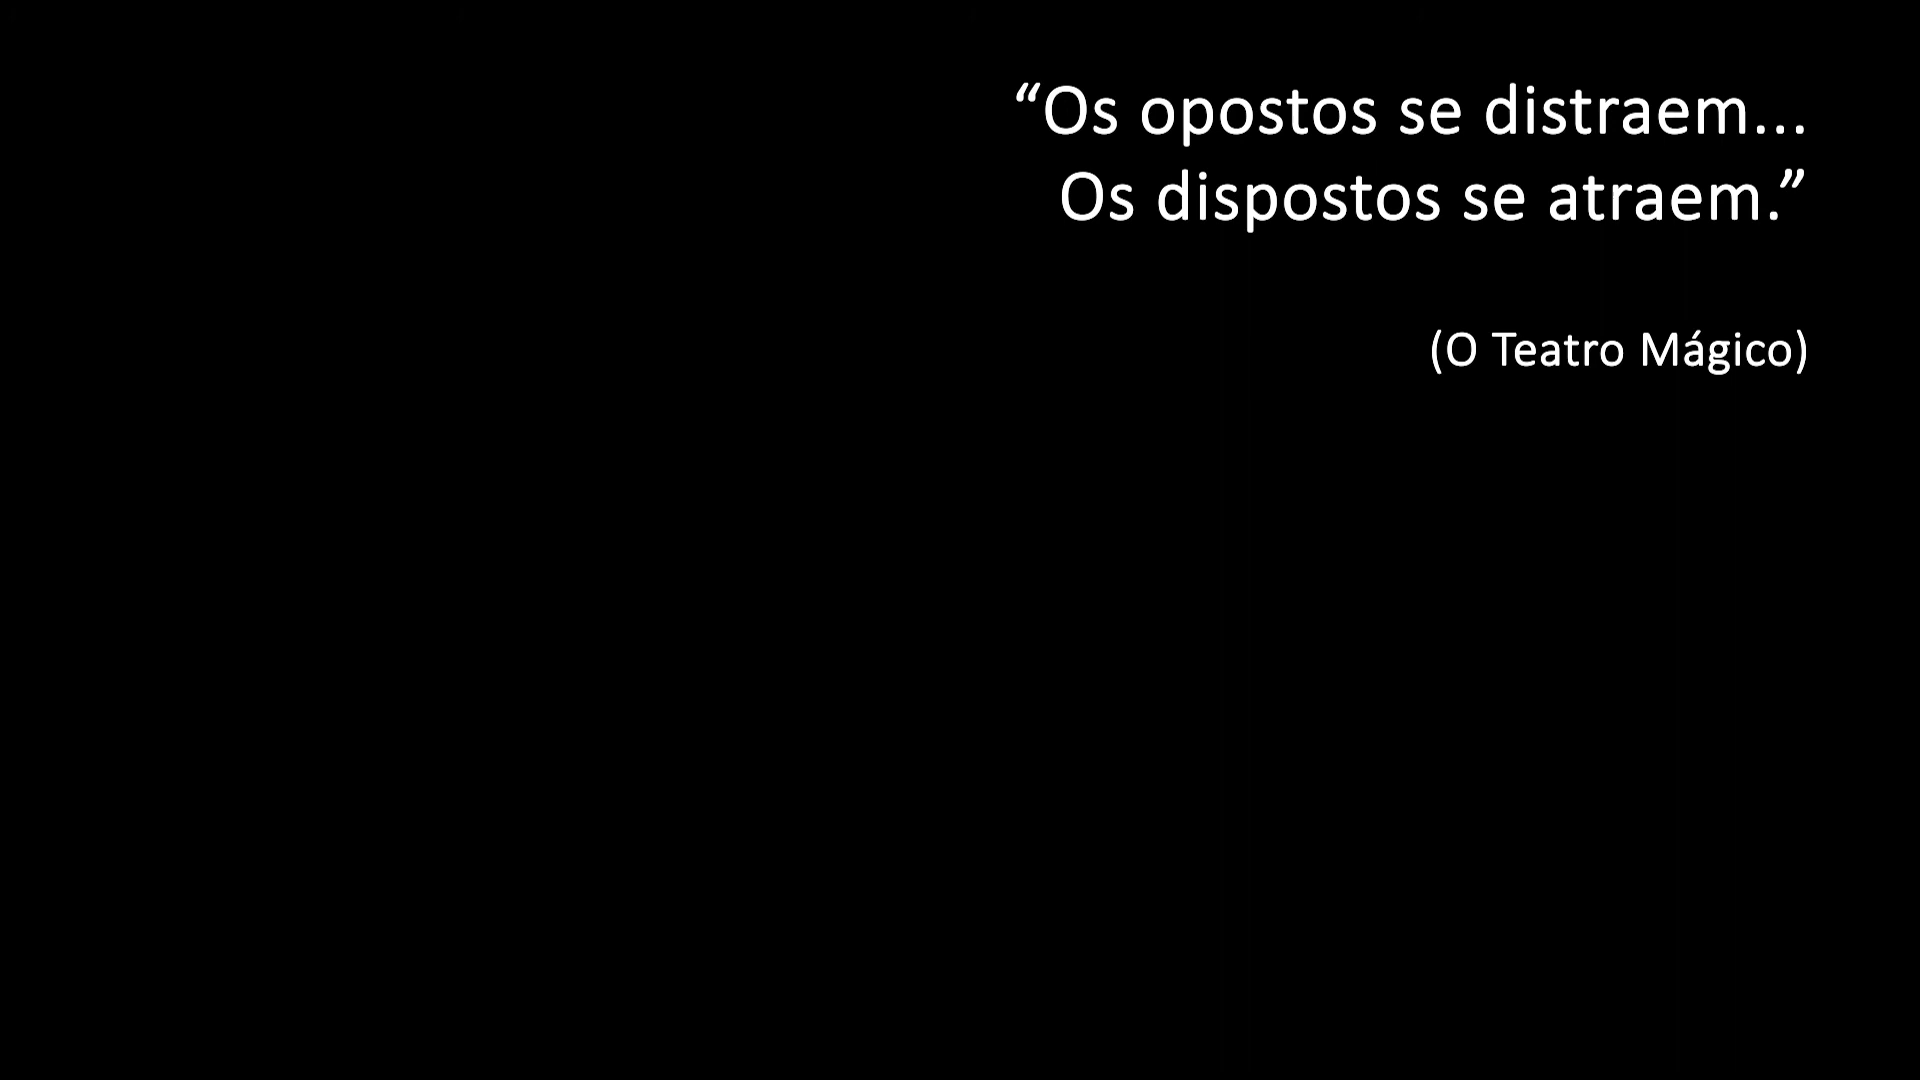 “Os opostos se distraem...
Os dispostos se atraem.”
(O Teatro Mágico)